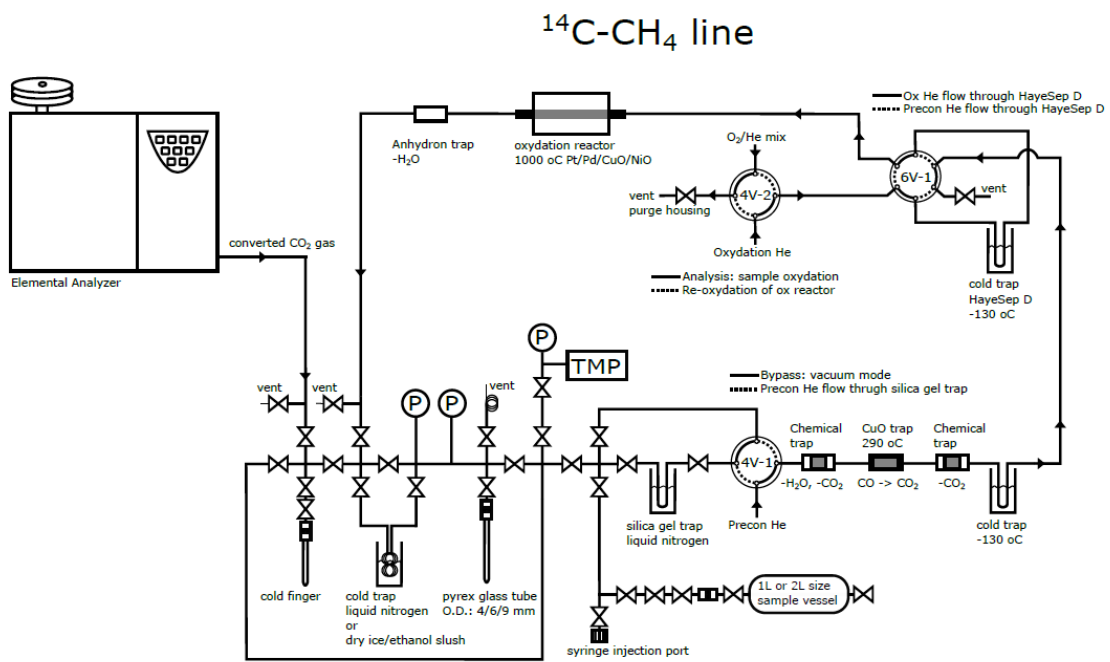 ¹⁴C-CH₄ line
Ox He flow through HayeSep D
Precon He flow through HayeSep D
Anhydron trap
-H₂O
oxydation reactor
1000 oC Pt/Pd/CuO/NiO
O₂/He mix
6V-1
4V-2
vent
purge housing
vent
Oxydation He
converted CO₂ gas
Elemental Analyzer
Analysis: sample oxydation
Re-oxydation of ox reactor
cold trap
HayeSep D
-130 oC
P
TMP
Bypass: vacuum mode
Precon He flow thrugh silica gel trap
vent
vent
vent
P
P
Chemical
trap
CuO trap
290 oC
Chemical
trap
4V-1
-H₂O, -CO₂
CO -> CO₂
-CO₂
silica gel trap
liquid nitrogen
Precon He
cold trap
-130 oC
cold finger
cold trap
liquid nitrogen
or
dry ice/ethanol slush
pyrex glass tube
O.D.: 4/6/9 mm
1L or 2L size
sample vessel
syringe injection port